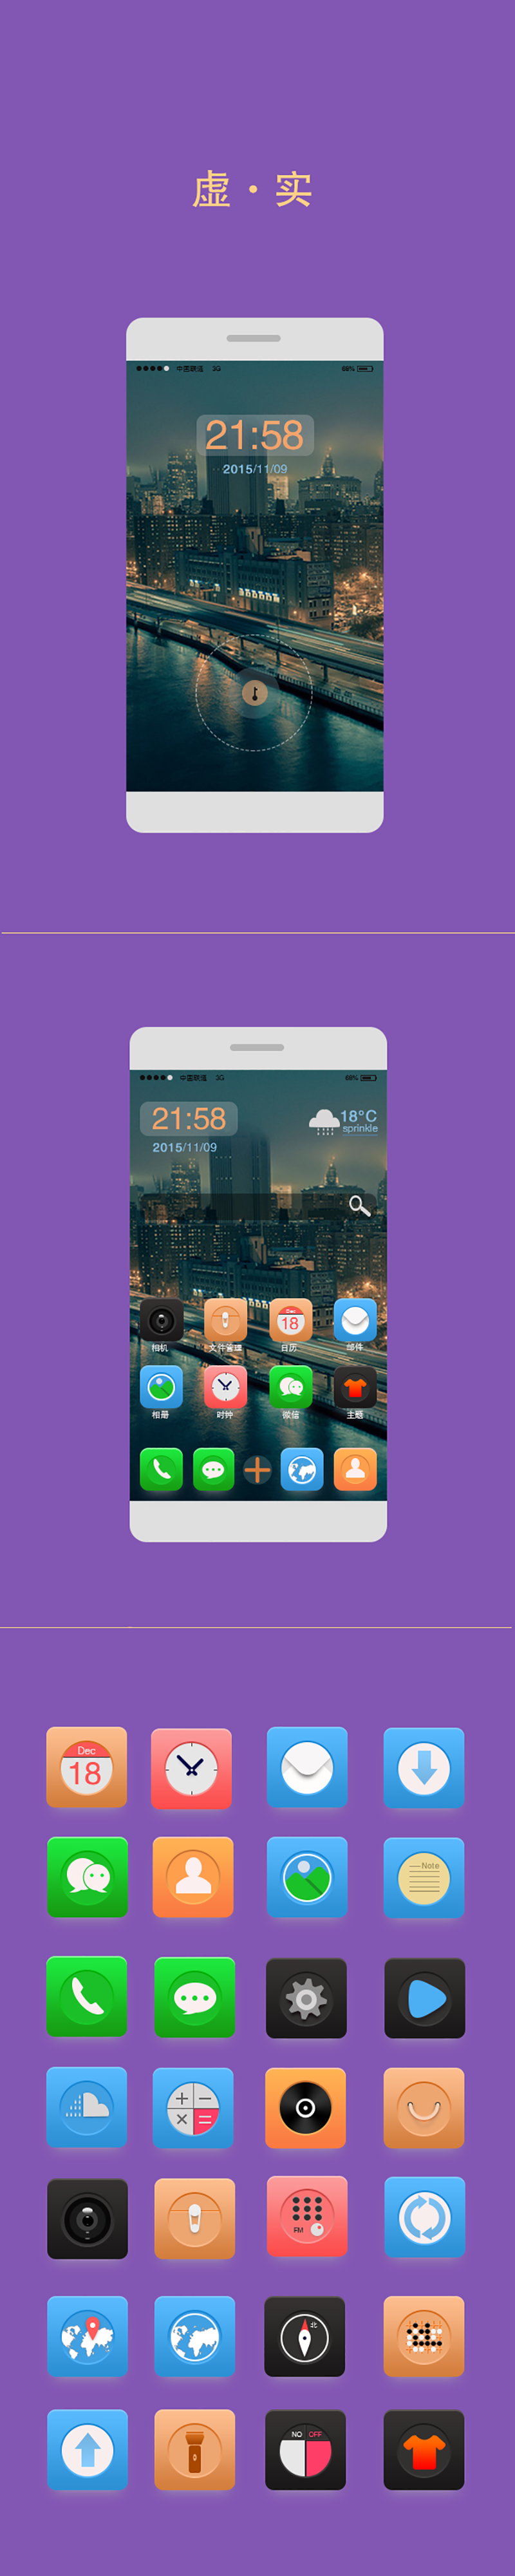 虚·实
中国联通 3G 68%
21:58
2015/11/09
中国联通 3G 68%
21:58 18°C
sprinkle
2015/11/09
Dec
18
相机 文件管理 日历 邮件
相册 时钟 微信 主题
Dec
18
Note
FM
北
NO OFF